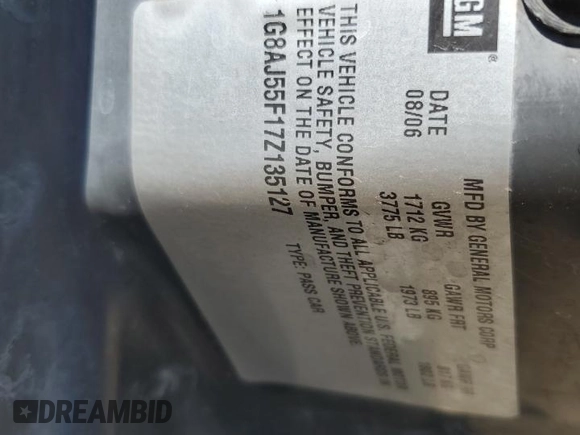 GM
®
MFD BY GENERAL MOTORS CORP
DATE GVWR GAWR FRT
08/06 1712 KG 895 KG
3775 LB 1973 LB
THIS VEHICLE CONFORMS TO ALL APPLICABLE U.S. FEDERAL MOTOR
VEHICLE SAFETY, BUMPER, AND THEFT PREVENTION STANDARDS IN
EFFECT ON THE DATE OF MANUFACTURE SHOWN ABOVE.
1G8AJ55F17Z135127 TYPE: PASS CAR
DREAMBID